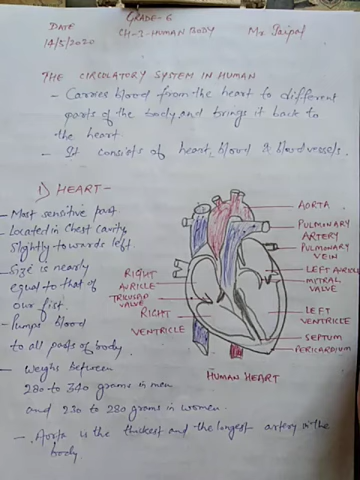 GRADE-6
DATE CH-3-HUMAN BODY Mr. Jaipal
14/5/2020
THE CIRCULATORY SYSTEM IN HUMAN
- Carries blood from the heart to different
parts of the body and brings it back to
the heart
- It consists of heart, blood & blood vessels.
1) HEART-
- Most sensitive part
- Located in Chest cavity
slightly towards left.
- Size is nearly
equal to that of
our fist.
- Pumps blood
to all parts of body.
- Weighs between
280 to 340 grams in men
and 230 to 280 grams in women.
- Aorta is the thickest and the longest artery in the
body
RIGHT
AURICLE
TRICUSPID
VALVE
RIGHT
VENTRICLE
AORTA
PULMONARY
ARTERY
PULMONARY
VEIN
LEFT AURICLE
MITRAL
VALVE
LEFT
VENTRICLE
SEPTUM
PERICARDIUM
HUMAN HEART